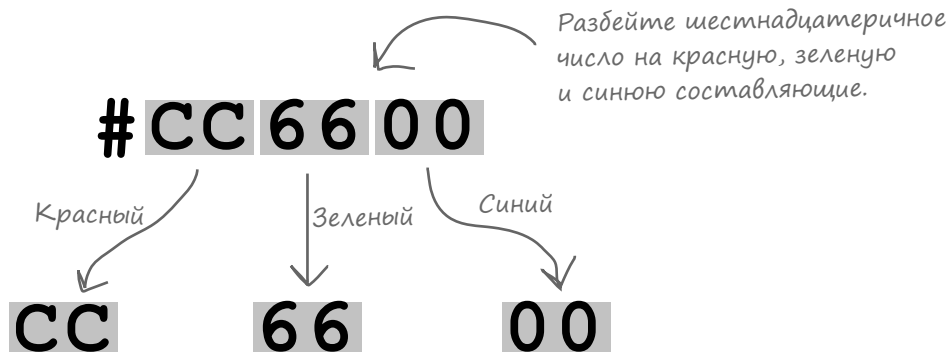 Разбейте шестнадцатеричное
число на красную, зеленую
и синюю составляющие.
#CC6600
Красный
Зеленый
Синий
CC
66
00